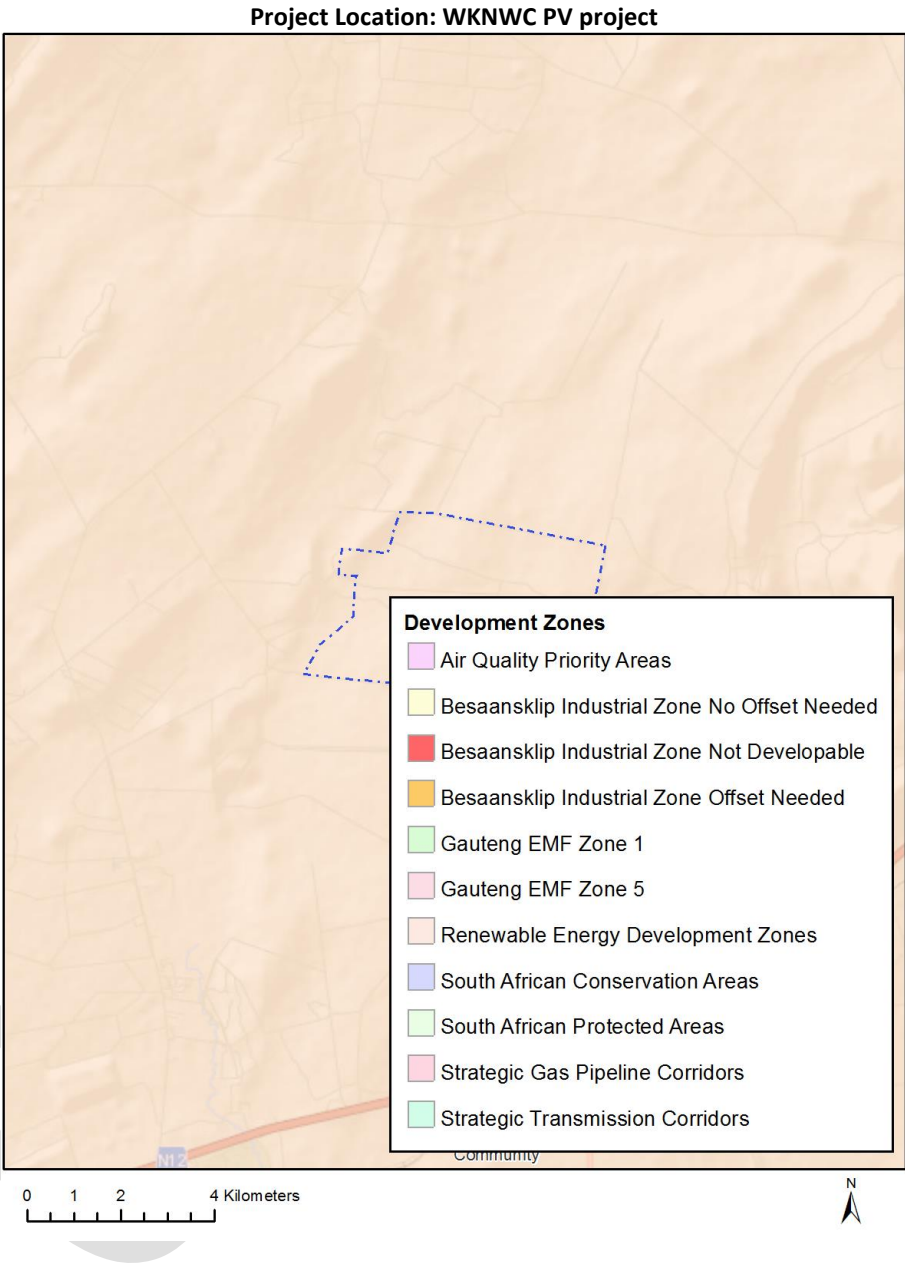 Project Location: WKNWC PV project
Development Zones
Air Quality Priority Areas
Besaansklip Industrial Zone No Offset Needed
Besaansklip Industrial Zone Not Developable
Besaansklip Industrial Zone Offset Needed
Gauteng EMF Zone 1
Gauteng EMF Zone 5
Renewable Energy Development Zones
South African Conservation Areas
South African Protected Areas
Strategic Gas Pipeline Corridors
Strategic Transmission Corridors
N12
Community
0 1 2 4 Kilometers
N